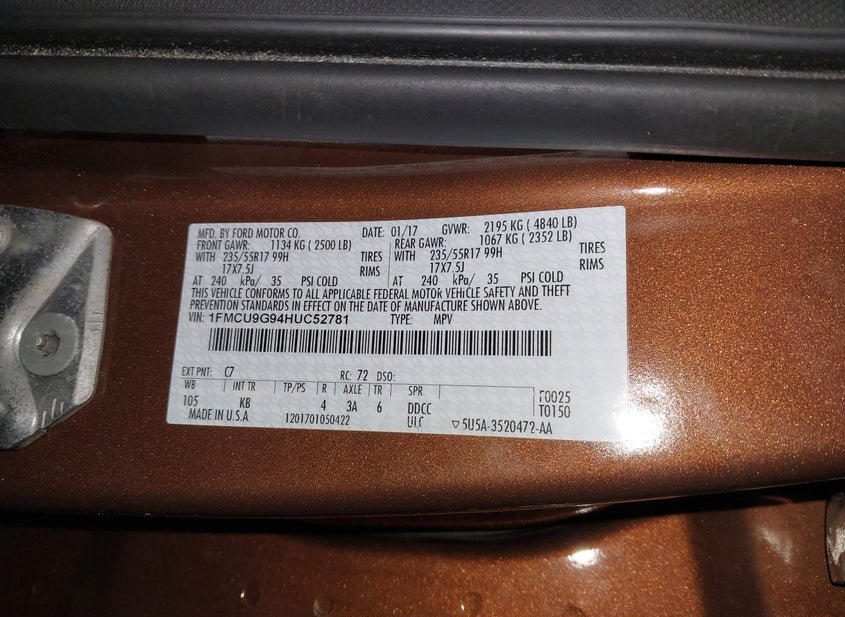 MFD. BY FORD MOTOR CO. DATE: 01/17 GVWR: 2195 KG ( 4840 LB)
FRONT GAWR: 1134 KG ( 2500 LB) REAR GAWR: 1067 KG ( 2352 LB)
WITH 235/55R17 99H TIRES WITH 235/55R17 99H TIRES
17X7.5J RIMS 17X7.5J RIMS
AT 240 kPa/ 35 PSI COLD AT 240 kPa/ 35 PSI COLD
THIS VEHICLE CONFORMS TO ALL APPLICABLE FEDERAL MOTOR VEHICLE SAFETY AND THEFT
PREVENTION STANDARDS IN EFFECT ON THE DATE OF MANUFACTURE SHOWN ABOVE.
VIN: 1FMCU9G94HUC52781 TYPE: MPV
EXT PNT: C7 RC: 72 DSO:
WB INT TR TP/PS R AXLE TR SPR F0025
105 KB 4 3A 6 DDCC T0150
MADE IN U.S.A 1201701050422 ULC ▽5U5A-3520472-AA